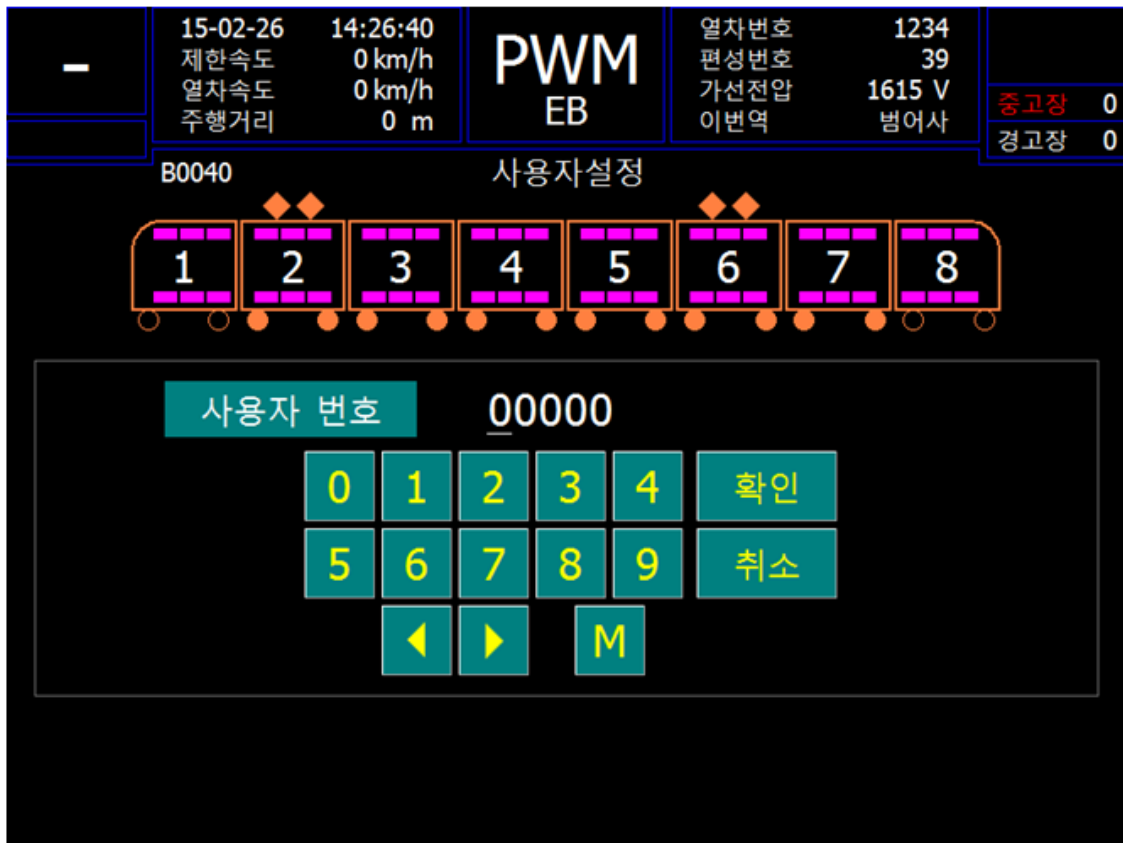 –
15-02-26 14:26:40
제한속도 0 km/h
열차속도 0 km/h
주행거리 0 m
PWM
EB
열차번호 1234
편성번호 39
가선전압 1615 V
이번역 범어사
중고장 0
경고장 0
B0040 사용자설정
1 2 3 4 5 6 7 8
사용자 번호 00000
0 1 2 3 4 확인
5 6 7 8 9 취소
M